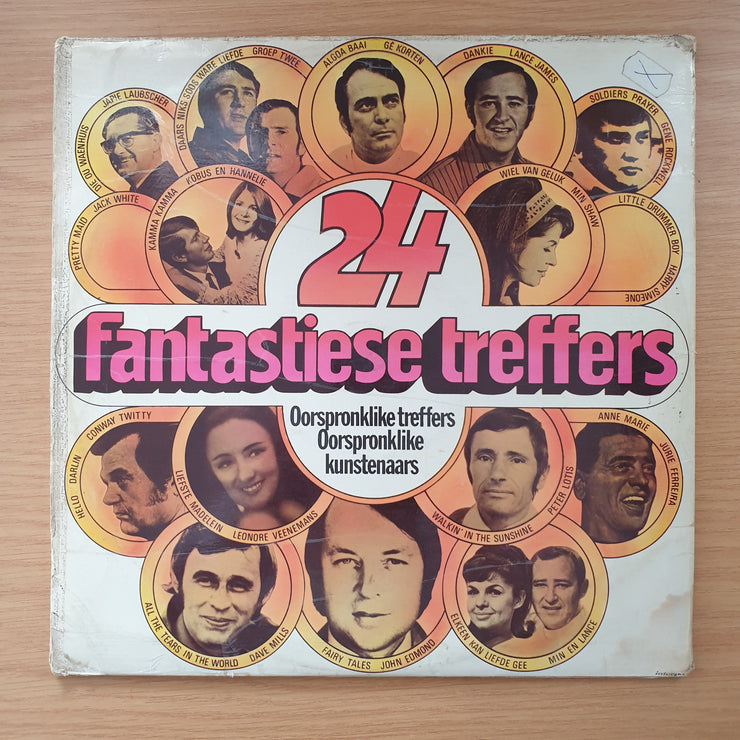 DIE OU WAENHUIS JAPIE LAUBSCHER
DAARS NIKS SOOS WARE LIEFDE GROEP TWEE
ALGOA BAAI GÉ KORTEN
DANKIE LANCE JAMES
SOLDIERS PRAYER GENE ROCKWELL
PRETTY MAID JACK WHITE
KAMMA KAMMA KOBUS EN HANNELIE
WIEL VAN GELUK MIN SHAW
LITTLE DRUMMER BOY HARRY SIMEONE
24
fantastiese treffers
Oorspronklike treffers
Oorspronklike
kunstenaars
HELLO DARLIN CONWAY TWITTY
LIEFSTE MADELEIN LEONORE VEENEMANS
WALKIN' IN THE SUNSHINE PETER LOTIS
ANNE MARIE JURIE FERREIRA
ALL THE TEARS IN THE WORLD DAVE MILLS
FAIRY TALES JOHN EDMOND
ELKEEN KAN LIEFDE GEE MIN EN LANCE